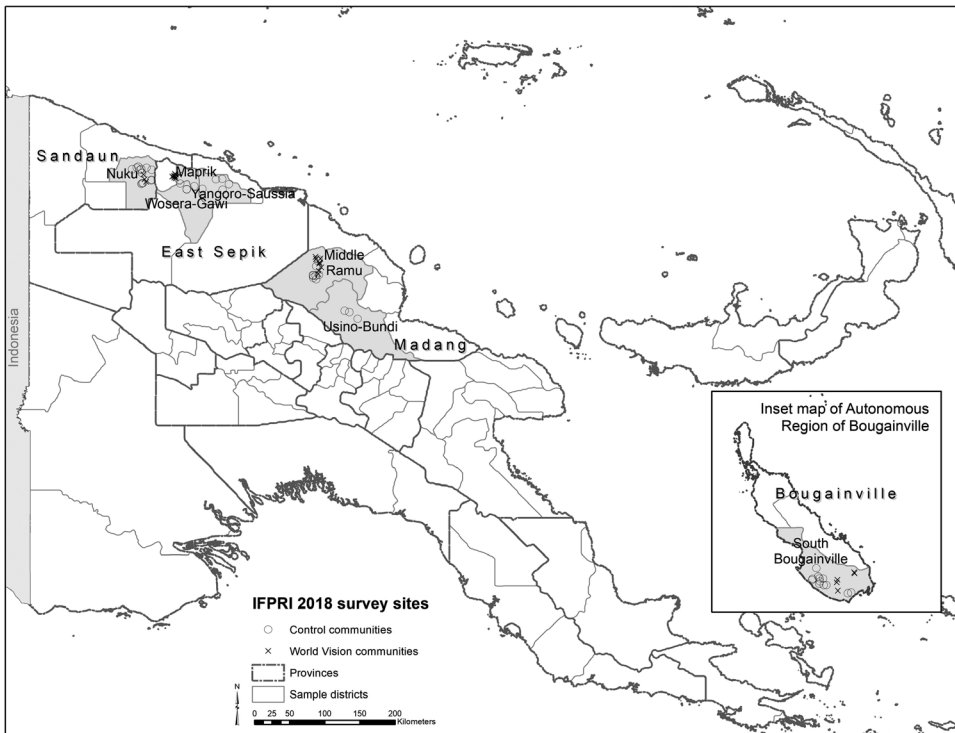 Sandaun
Nuku
Maprik
Yangoro-Saussia
Wosera-Gawi
East Sepik
Middle
Ramu
Usino-Bundi
Madang
Indonesia
Inset map of Autonomous
Region of Bougainville
Bougainville
South
Bougainville
IFPRI 2018 survey sites
Control communities
World Vision communities
Provinces
Sample districts
N
0 25 50 100 150 200
Kilometers